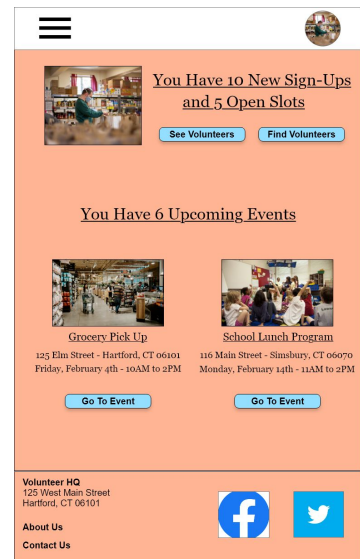 You Have 10 New Sign-Ups
and 5 Open Slots
See Volunteers
Find Volunteers
You Have 6 Upcoming Events
Grocery Pick Up
125 Elm Street - Hartford, CT 06101
Friday, February 4th - 10AM to 2PM
Go To Event
School Lunch Program
116 Main Street - Simsbury, CT 06070
Monday, February 14th - 11AM to 2PM
Go To Event
Volunteer HQ
125 West Main Street
Hartford, CT 06101
About Us
Contact Us